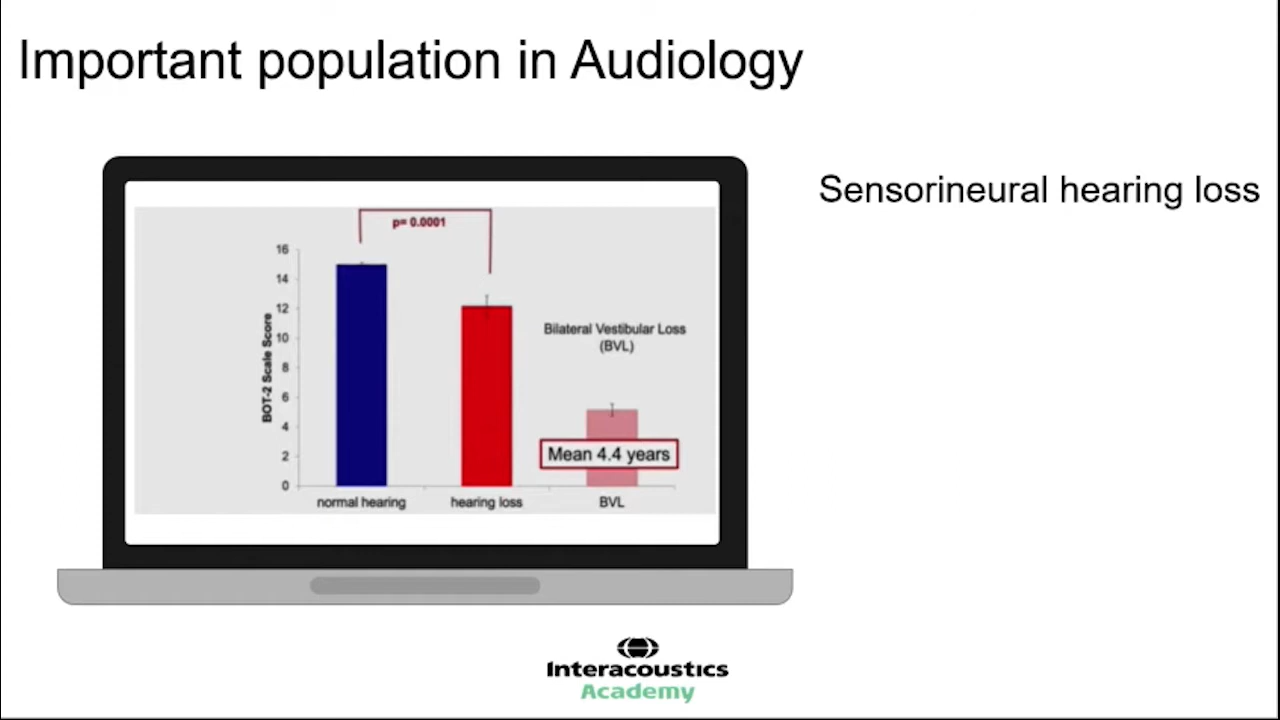 Important population in Audiology
Sensorineural hearing loss
p= 0.0001
16
14
12
10
8
6
4
2
0
BOT-2 Scale Score
Bilateral Vestibular Loss
(BVL)
Mean 4.4 years
normal hearing
hearing loss
BVL
Interacoustics
Academy